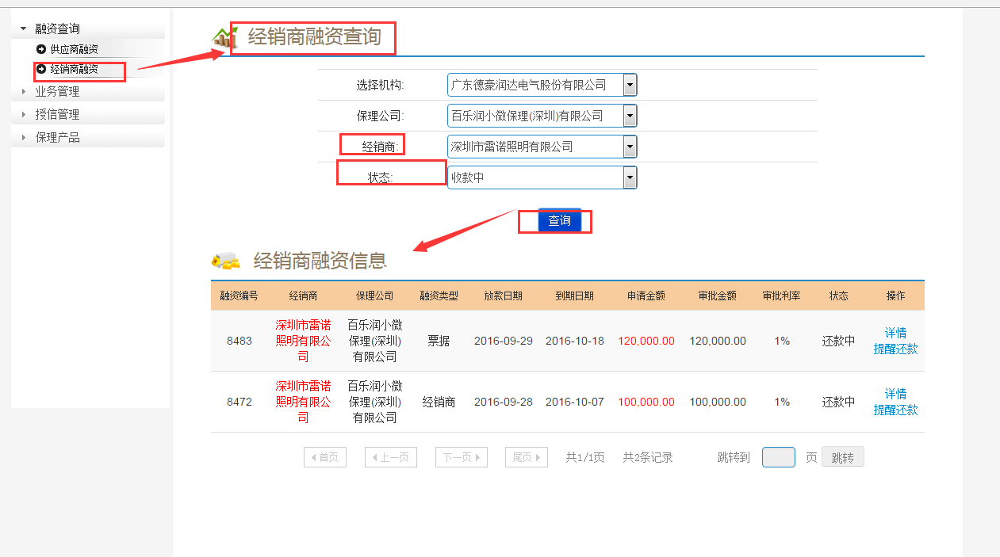 融资查询
供应商融资
经销商融资
业务管理
授信管理
保理产品
经销商融资查询
选择机构: 广东德豪润达电气股份有限公司
保理公司: 百乐润小微保理(深圳)有限公司
经销商: 深圳市雷诺照明有限公司
状态: 收款中
查询
经销商融资信息
融资编号 经销商 保理公司 融资类型 放款日期 到期日期 申请金额 审批金额 审批利率 状态 操作
8483 深圳市雷诺照明有限公司 百乐润小微保理(深圳)有限公司 票据 2016-09-29 2016-10-18 120,000.00 120,000.00 1% 还款中 详情 提醒还款
8472 深圳市雷诺照明有限公司 百乐润小微保理(深圳)有限公司 经销商 2016-09-28 2016-10-07 100,000.00 100,000.00 1% 还款中 详情 提醒还款
首页 上一页 下一页 尾页 共1/1页 共2条记录 跳转到 页 跳转